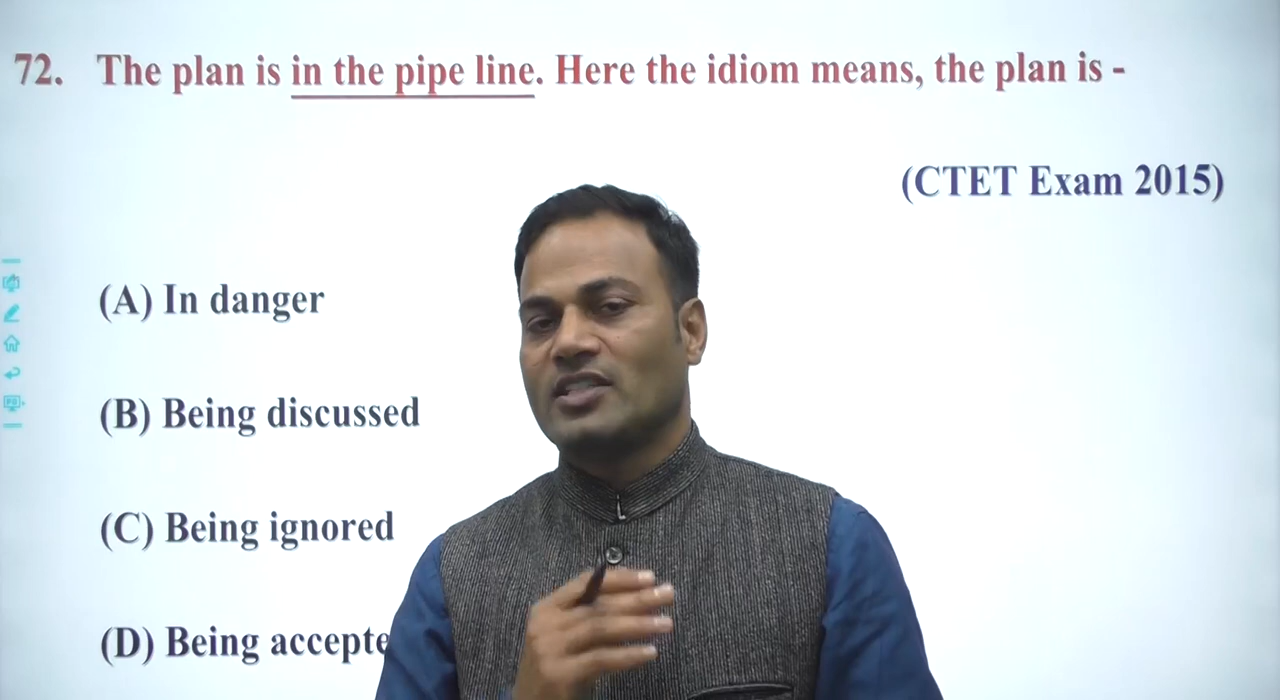 72. The plan is in the pipe line. Here the idiom means, the plan is -
(CTET Exam 2015)
(A) In danger
(B) Being discussed
(C) Being ignored
(D) Being accepte